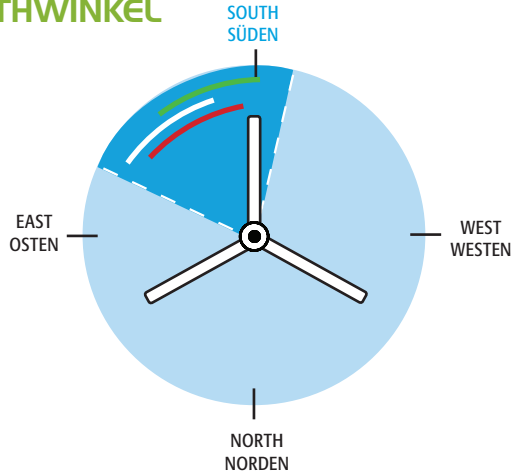 THWINKEL
SOUTH
SÜDEN
EAST
OSTEN
WEST
WESTEN
NORTH
NORDEN